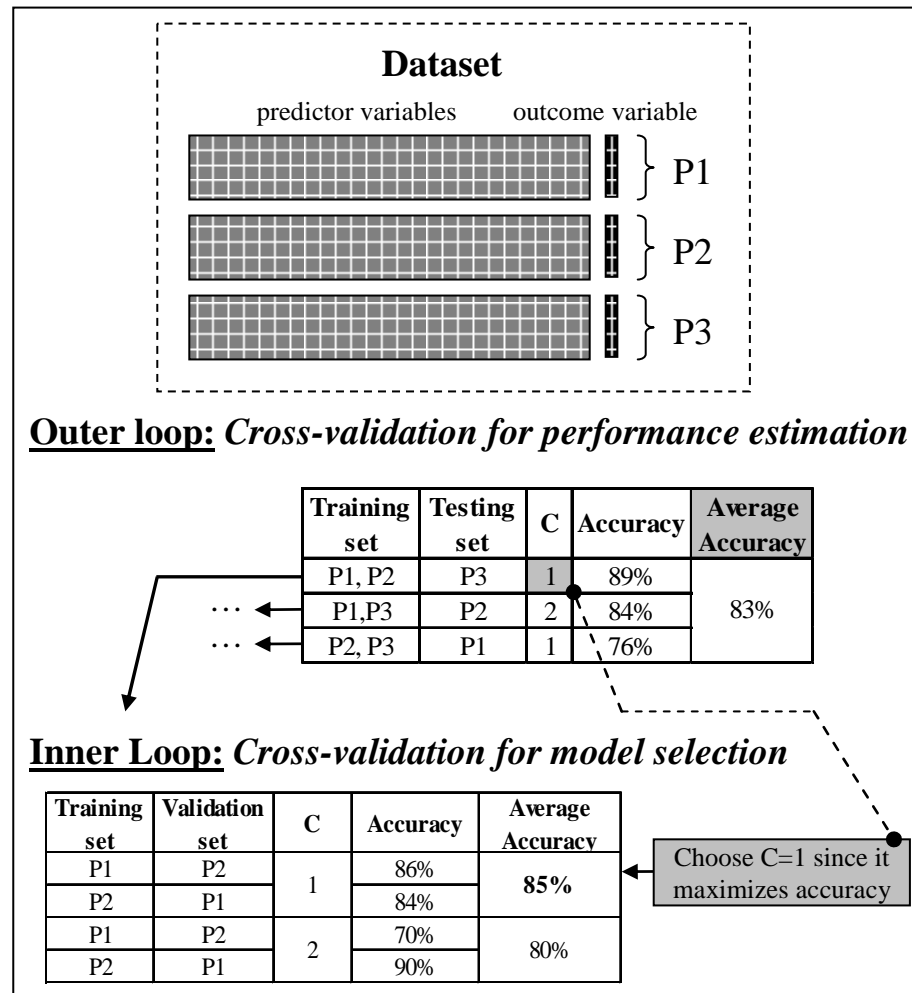 Dataset
predictor variables outcome variable
P1
P2
P3
Outer loop: Cross-validation for performance estimation
Training set Testing set C Accuracy Average Accuracy
P1, P2 P3 1 89% 83%
... P1,P3 P2 2 84%
... P2, P3 P1 1 76%
Inner Loop: Cross-validation for model selection
Training set Validation set C Accuracy Average Accuracy
P1 P2 1 86% 85%
P2 P1 84%
P1 P2 2 70% 80%
P2 P1 90%
Choose C=1 since it
maximizes accuracy